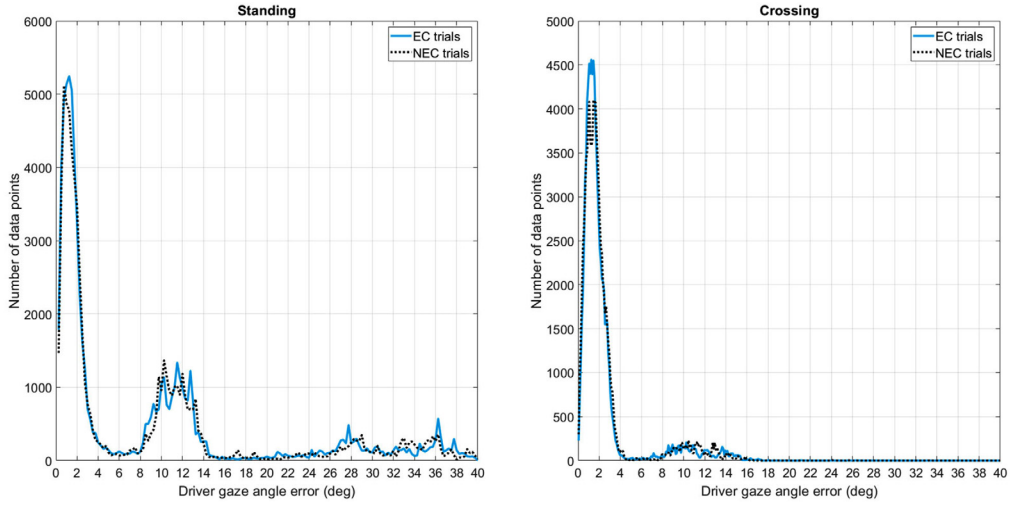 Standing
6000
5000
4000
3000
2000
1000
0
Number of data points
EC trials
NEC trials
0 2 4 6 8 10 12 14 16 18 20 22 24 26 28 30 32 34 36 38 40
Driver gaze angle error (deg)
Crossing
5000
4500
4000
3500
3000
2500
2000
1500
1000
500
0
Number of data points
EC trials
NEC trials
0 2 4 6 8 10 12 14 16 18 20 22 24 26 28 30 32 34 36 38 40
Driver gaze angle error (deg)